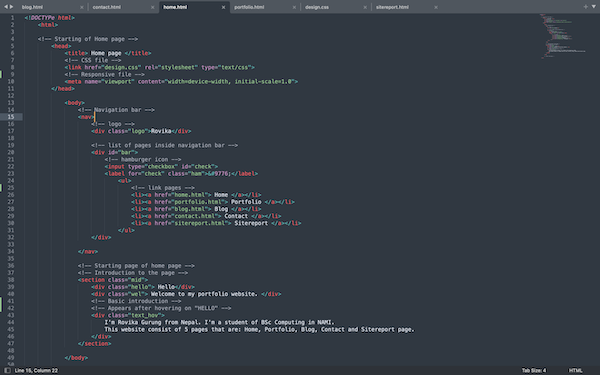 blog.html
contact.html
home.html
portfolio.html
design.css
sitereport.html
1 <!DOCTYPe html>
2 <html>
3
4 <!-- Starting of Home page -->
5 <head>
6 <title> Home page </title>
7 <!-- CSS file -->
8 <link href="design.css" rel="stylesheet" type="text/css">
9 <!-- Responsive file -->
10 <meta name="viewport" content="width=device-width, initial-scale=1.0">
11 </head>
12
13 <body>
14 <!-- Navigation bar -->
15 <nav>
16 <!-- logo -->
17 <div class="logo">Rovika</div>
18
19 <!-- list of pages inside navigation bar -->
20 <div id="bar">
21 <!-- hamburger icon -->
22 <input type="checkbox" id="check">
23 <label for="check" class="ham">&#9776;</label>
24 <ul>
25 <!-- link pages -->
26 <li><a href="home.html"> Home </a></li>
27 <li><a href="portfolio.html"> Portfolio </a></li>
28 <li><a href="blog.html"> Blog </a></li>
29 <li><a href="contact.html"> Contact </a></li>
30 <li><a href="sitereport.html"> Sitereport </a></li>
31 </ul>
32 </div>
33
34 </nav>
35
36 <!-- Starting page of home page -->
37 <!-- Introduction to the page -->
38 <section class="mid">
39 <div class="hello"> Hello</div>
40 <div class="wel"> Welcome to my portfolio website. </div>
41 <!-- Basic introduction -->
42 <!-- Appears after hovering on "HELLO" -->
43 <div class="text_hov">
44 I'm Rovika Gurung from Nepal. I'm a student of BSc Computing in NAMI.
45 This website consist of 5 pages that are: Home, Portfolio, Blog, Contact and Sitereport page.
46 </div>
47 </section>
48
49 </body>
Line 15, Column 22
Tab Size: 4
HTML